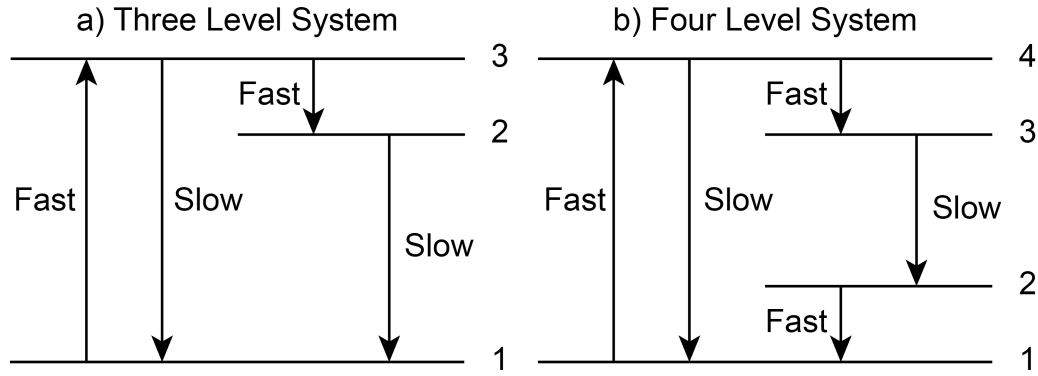 a) Three Level System
3
Fast
2
Fast
Slow
Slow
1
b) Four Level System
4
Fast
3
Fast
Slow
Slow
2
Fast
1